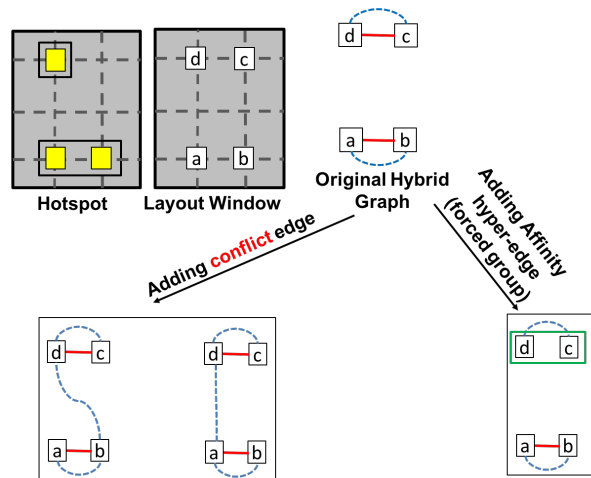 d c
d c
a b
a b
Hotspot
Layout Window
Original Hybrid
Graph
Adding conflict edge
Adding Affinity
hyper-edge
(forced group)
d c
d c
d c
a b
a b
a b